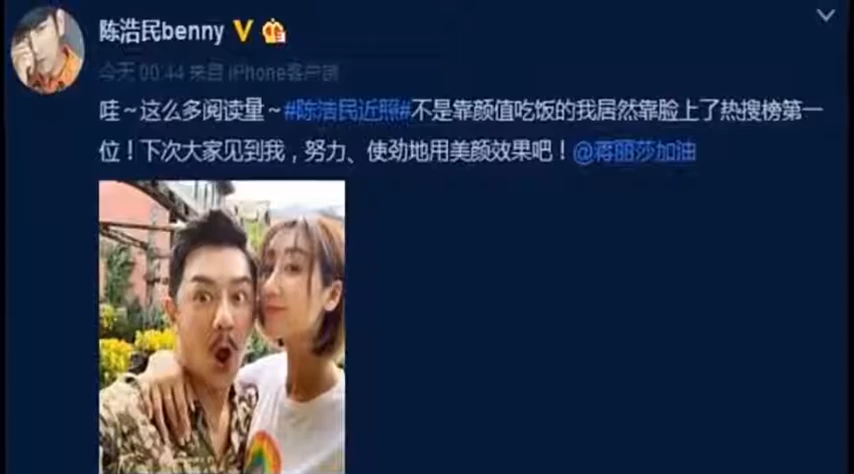 陈浩民benny
今天 00:44 来自 iPhone客户端
哇～这么多阅读量～#陈浩民近照#不是靠颜值吃饭的我居然靠脸上了热搜榜第一
位！下次大家见到我，努力、使劲地用美颜效果吧！@蒋丽莎加油